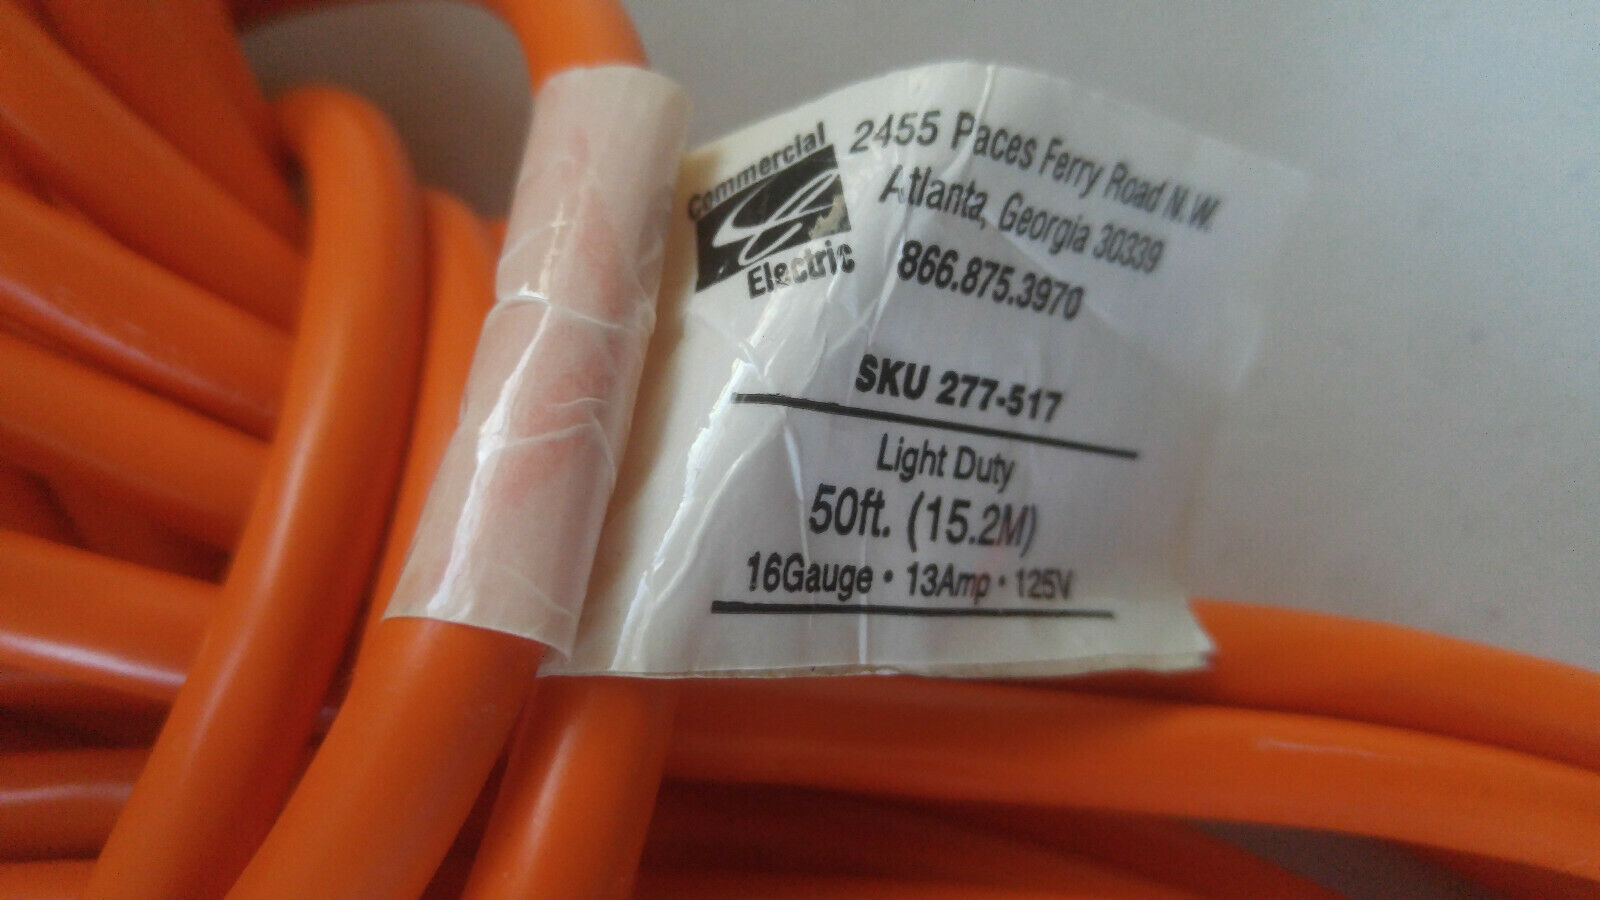 Commercial
Electric
2455 Paces Ferry Road N.W.
Atlanta, Georgia 30339
866.875.3970
SKU 277-517
Light Duty
50ft. (15.2M)
16Gauge • 13Amp • 125V